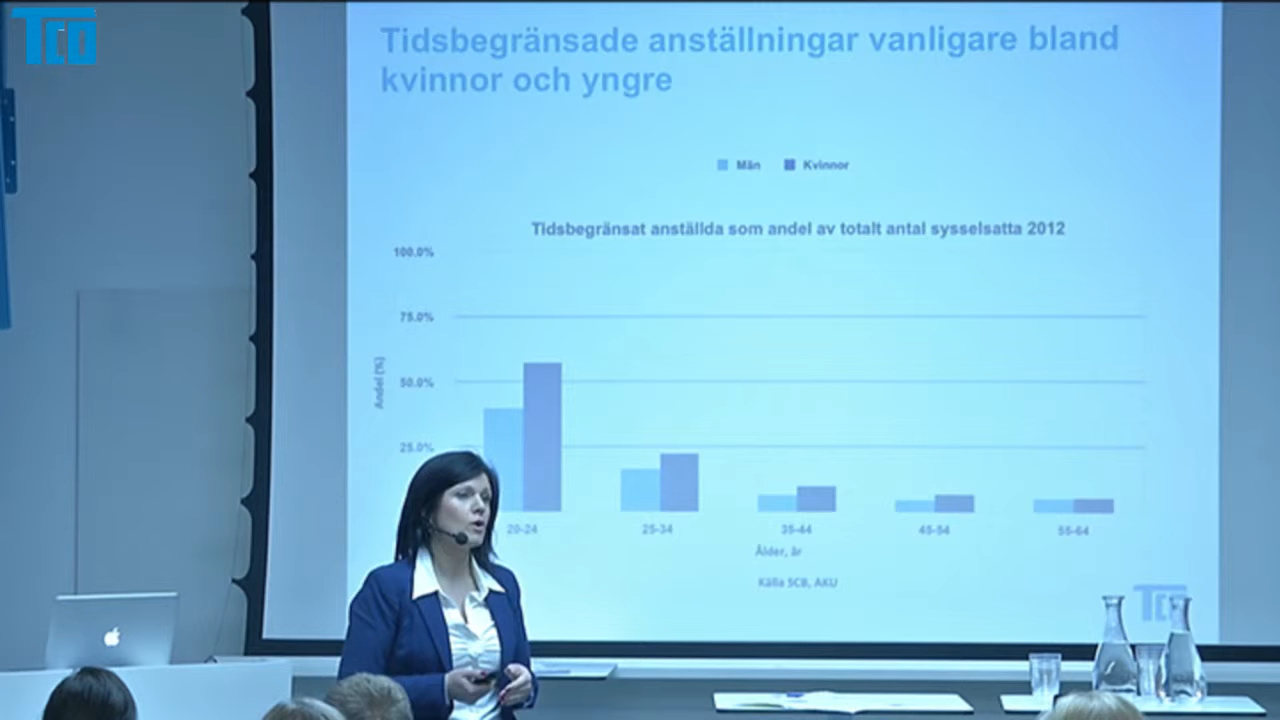 TCO
Tidsbegränsade anställningar vanligare bland
kvinnor och yngre
Män Kvinnor
Tidsbegränsat anställda som andel av totalt antal sysselsatta 2012
100.0%
75.0%
50.0%
25.0%
Andel (%)
20-24 25-34 35-44 45-54 55-64
Ålder, år
Källa SCB, AKU
TCO